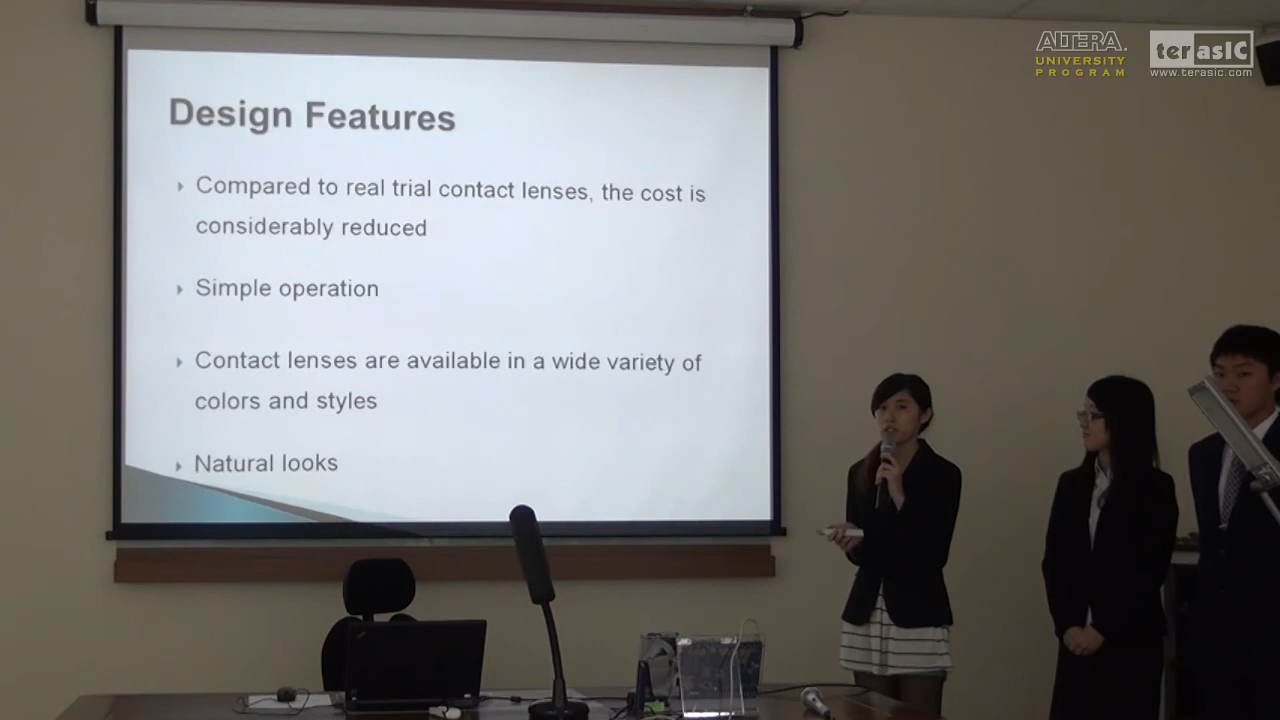 ALTERA.
UNIVERSITY
PROGRAM
terasIC
www.terasic.com
Design Features
Compared to real trial contact lenses, the cost is
considerably reduced
Simple operation
Contact lenses are available in a wide variety of
colors and styles
Natural looks